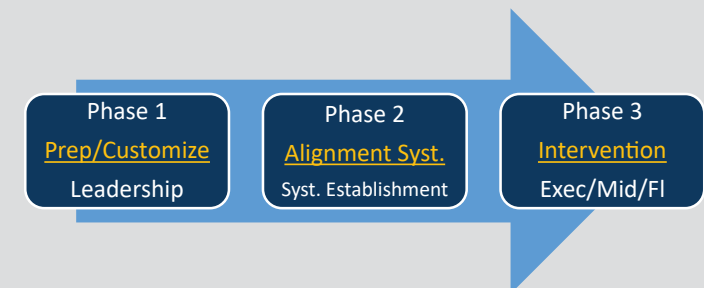 Phase 1
Prep/Customize
Leadership
Phase 2
Alignment Syst.
Syst. Establishment
Phase 3
Intervention
Exec/Mid/Fl